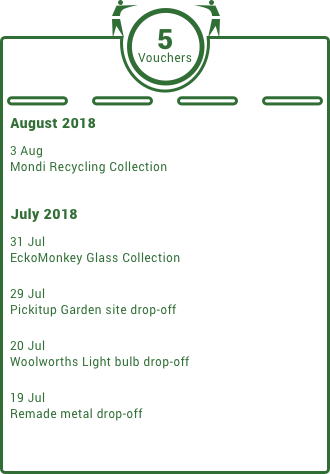 5
Vouchers
August 2018
3 Aug
Mondi Recycling Collection
July 2018
31 Jul
EckoMonkey Glass Collection
29 Jul
Pickitup Garden site drop-off
20 Jul
Woolworths Light bulb drop-off
19 Jul
Remade metal drop-off